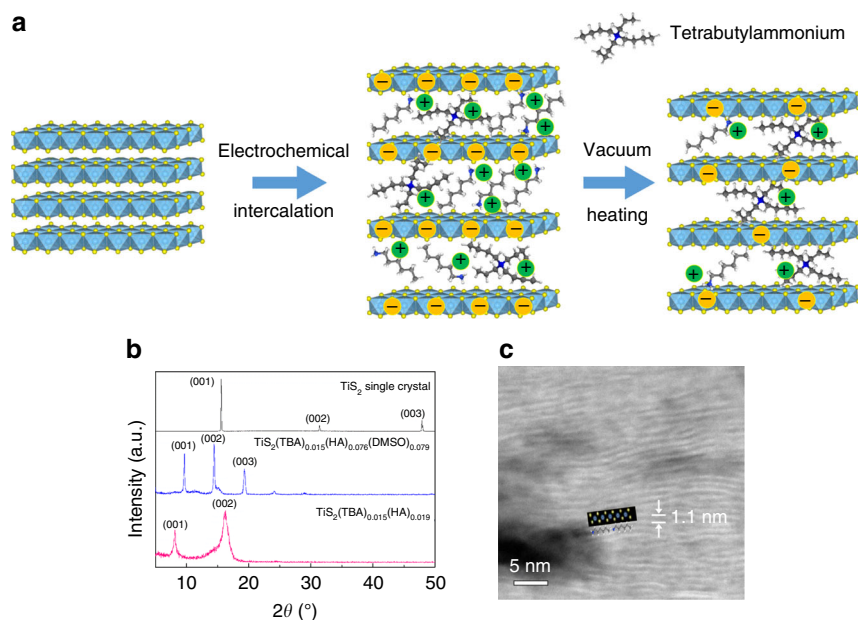 a
Tetrabutylammonium
Electrochemical
intercalation
Vacuum
heating
b
Intensity (a.u.)
(001)
TiS2 single crystal
(002)
(003)
TiS2(TBA)0.015(HA)0.076(DMSO)0.079
(001)
(002)
(003)
TiS2(TBA)0.015(HA)0.019
(001)
(002)
10 20 30 40 50
2θ (°)
c
1.1 nm
5 nm